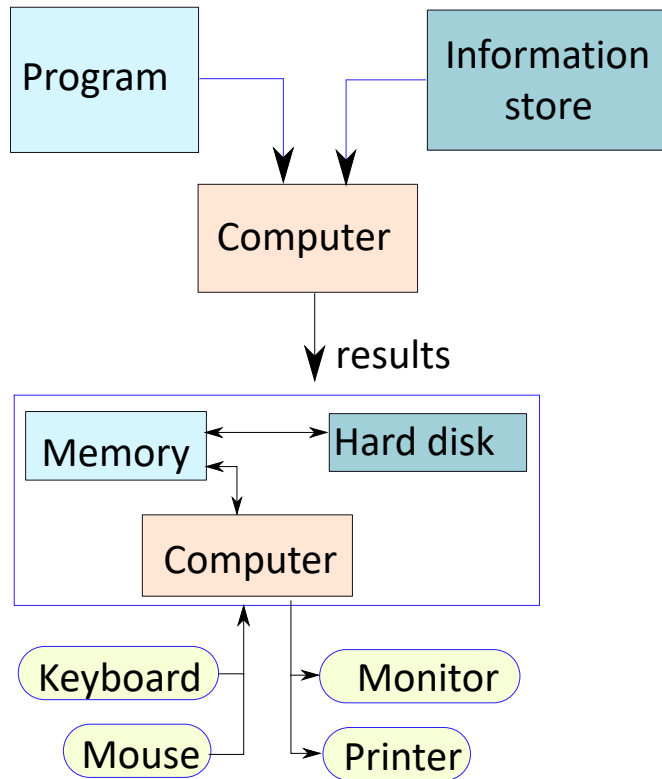 Program
Information
store
Computer
results
Memory
Hard disk
Computer
Keyboard
Monitor
Mouse
Printer